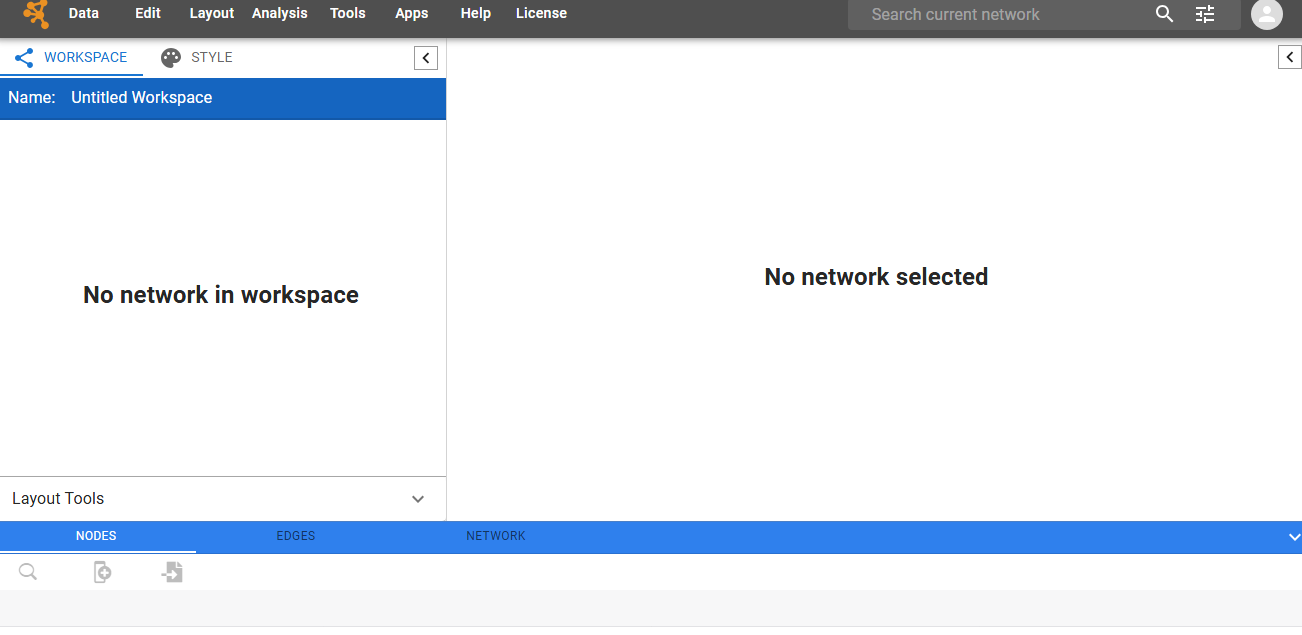 Data Edit Layout Analysis Tools Apps Help License Search current network
WORKSPACE STYLE
Name: Untitled Workspace
No network in workspace
No network selected
Layout Tools
NODES EDGES NETWORK